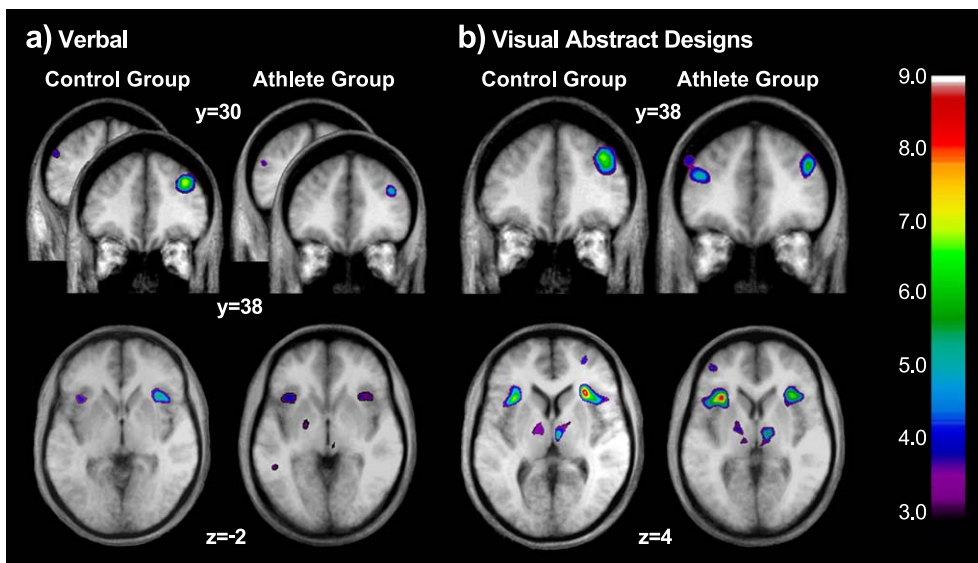 a) Verbal
Control Group
Athlete Group
y=30
y=38
z=-2
b) Visual Abstract Designs
Control Group
Athlete Group
y=38
z=4
9.0
8.0
7.0
6.0
5.0
4.0
3.0